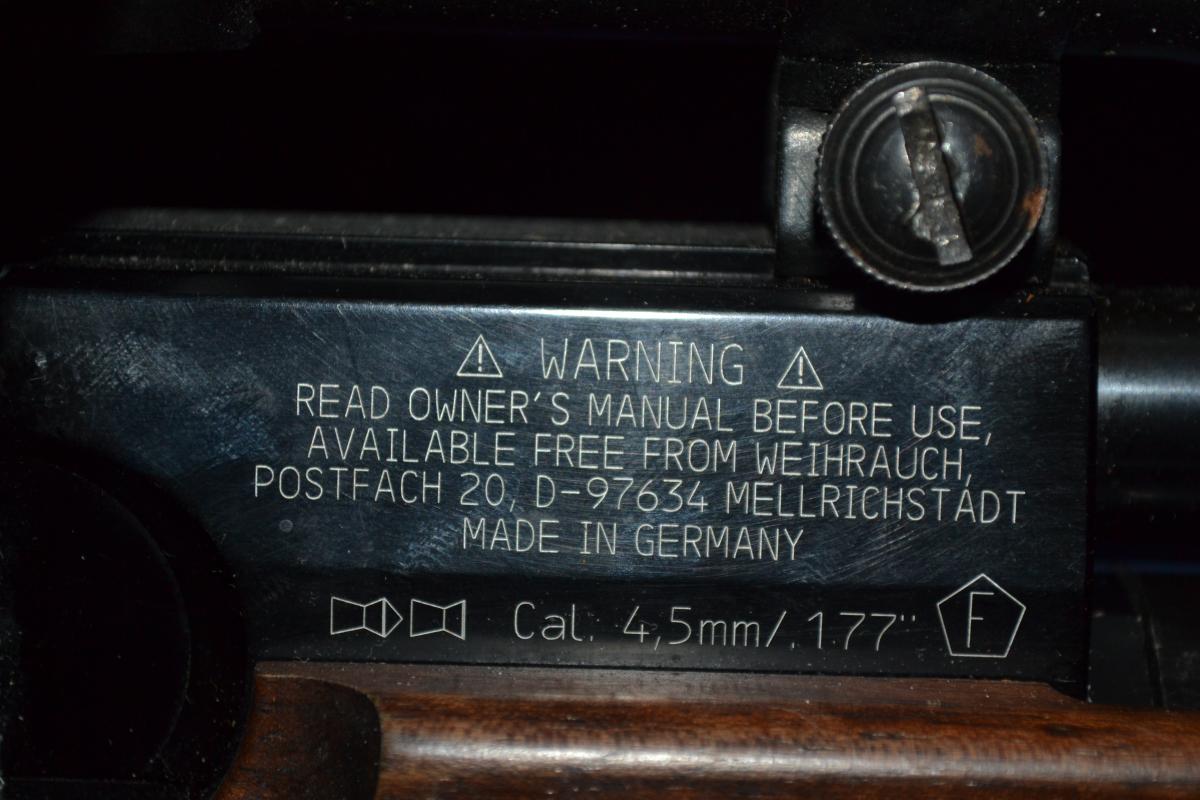 WARNING
READ OWNER'S MANUAL BEFORE USE,
AVAILABLE FREE FROM WEIHRAUCH,
POSTFACH 20, D-97634 MELLRICHSTADT
MADE IN GERMANY
Cal. 4,5mm/.177" F